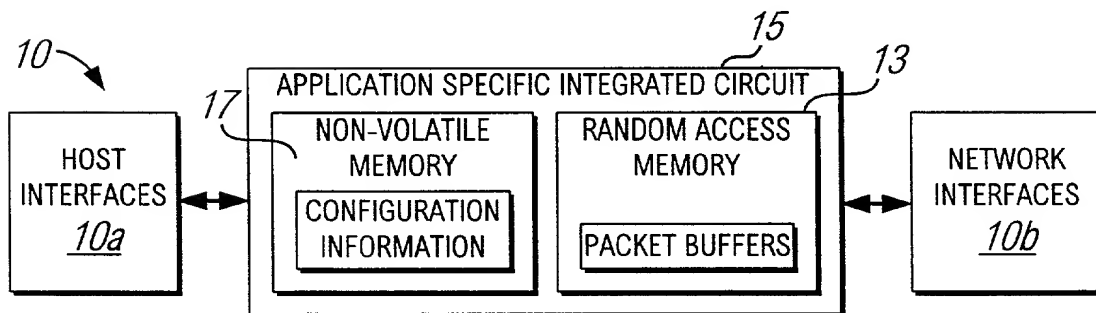 10
15
13
17
APPLICATION SPECIFIC INTEGRATED CIRCUIT
HOST
INTERFACES
10a
NON-VOLATILE
MEMORY
CONFIGURATION
INFORMATION
RANDOM ACCESS
MEMORY
PACKET BUFFERS
NETWORK
INTERFACES
10b